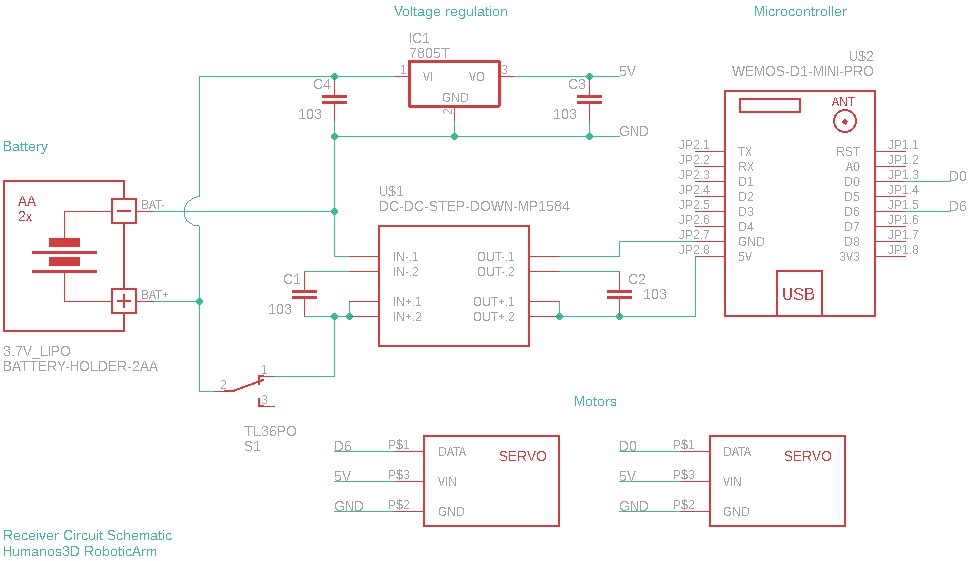 Voltage regulation
Microcontroller
IC1
7805T
U$2
WEMOS-D1-MINI-PRO
C4
103
1
VI
VO
3
GND
2
C3
103
5V
GND
ANT
Battery
JP2.1
TX
RST
JP1.1
JP2.2
RX
A0
JP1.2
JP2.3
D1
D0
JP1.3
D0
JP2.4
D2
D5
JP1.4
JP2.5
D3
D6
JP1.5
D6
JP2.6
D4
D7
JP1.6
JP2.7
GND
D8
JP1.7
JP2.8
5V
3V3
JP1.8
USB
AA
2x
BAT-
BAT+
3.7V_LIPO
BATTERY-HOLDER-2AA
U$1
DC-DC-STEP-DOWN-MP1584
IN-.1
OUT-.1
IN-.2
OUT-.2
IN+.1
OUT+.1
IN+.2
OUT+.2
C1
103
C2
103
2
1
3
TL36PO
S1
Motors
D6
P$1
DATA
SERVO
5V
P$3
VIN
GND
P$2
GND
D0
P$1
DATA
SERVO
5V
P$3
VIN
GND
P$2
GND
Receiver Circuit Schematic
Humanos3D RoboticArm